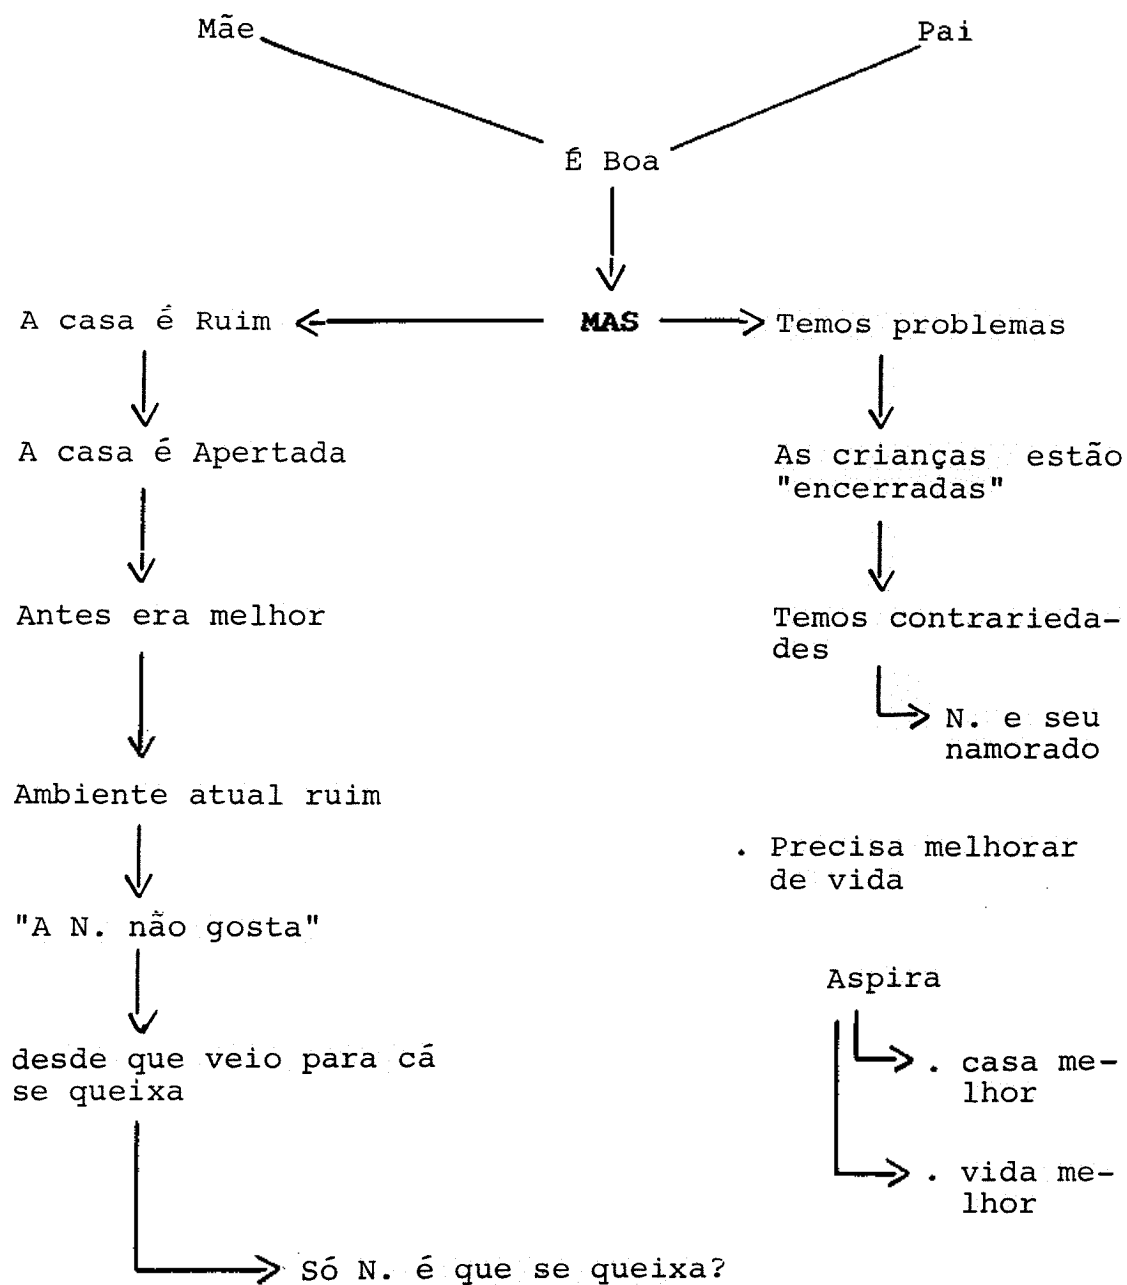 Mãe
Pai
É Boa
A casa é Ruim
MAS
Temos problemas
A casa é Apertada
As crianças estão
"encerradas"
Antes era melhor
Temos contrarieda-
des
N. e seu
namorado
Ambiente atual ruim
. Precisa melhorar
de vida
"A N. não gosta"
Aspira
desde que veio para cá
se queixa
. casa me-
lhor
. vida me-
lhor
Só N. é que se queixa?